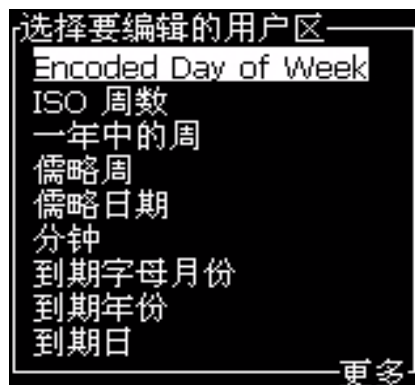 选择要编辑的用户区
Encoded Day of Week
ISO 周数
一年中的周
儒略周
儒略日期
分钟
到期字母月份
到期年份
到期日
更多